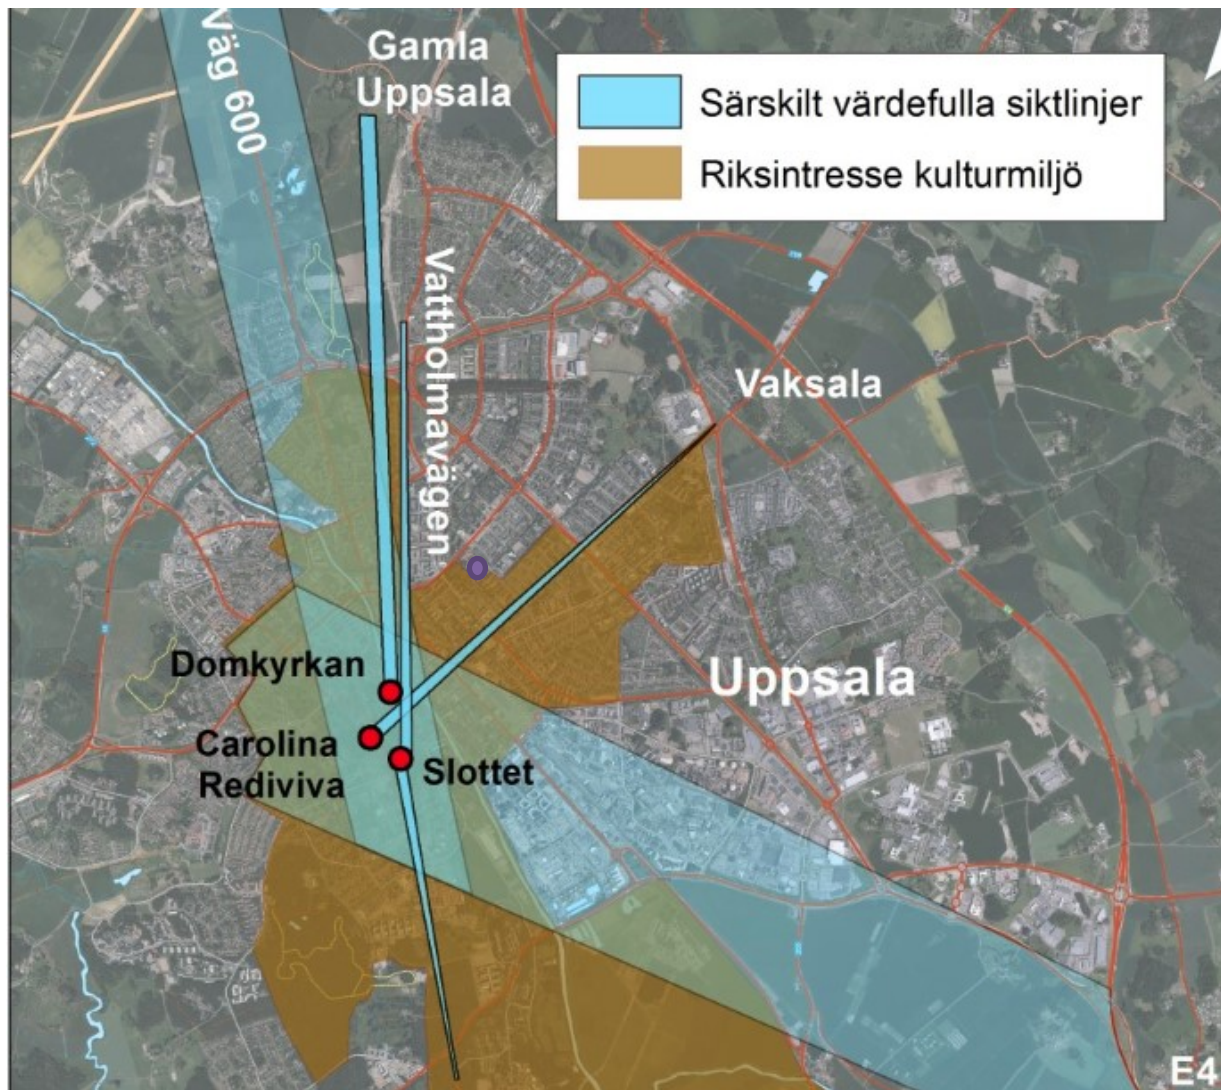 Väg 600
Gamla
Uppsala
Särskilt värdefulla siktlinjer
Riksintresse kulturmiljö
Vattholmavägen
Vaksala
Domkyrkan
Uppsala
Carolina
Rediviva
Slottet
E4